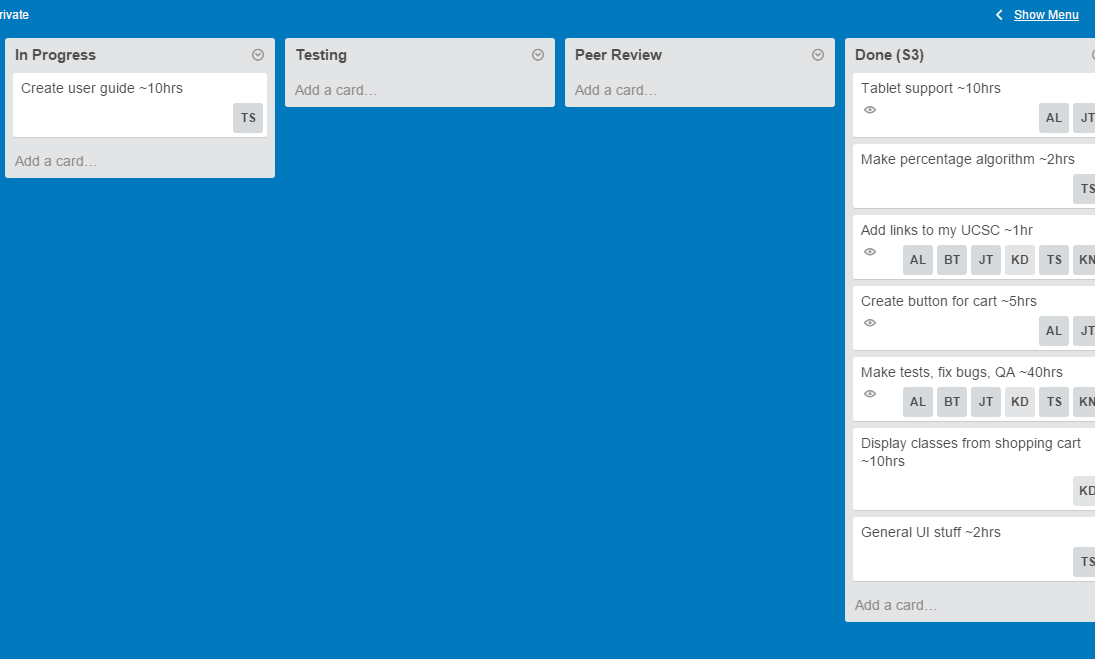 rivate
Show Menu
In Progress
Create user guide ~10hrs
TS
Add a card…
Testing
Add a card…
Peer Review
Add a card…
Done (S3)
Tablet support ~10hrs
AL JT
Make percentage algorithm ~2hrs
TS
Add links to my UCSC ~1hr
AL BT JT KD TS KN
Create button for cart ~5hrs
AL JT
Make tests, fix bugs, QA ~40hrs
AL BT JT KD TS KN
Display classes from shopping cart
~10hrs
KD
General UI stuff ~2hrs
TS
Add a card…